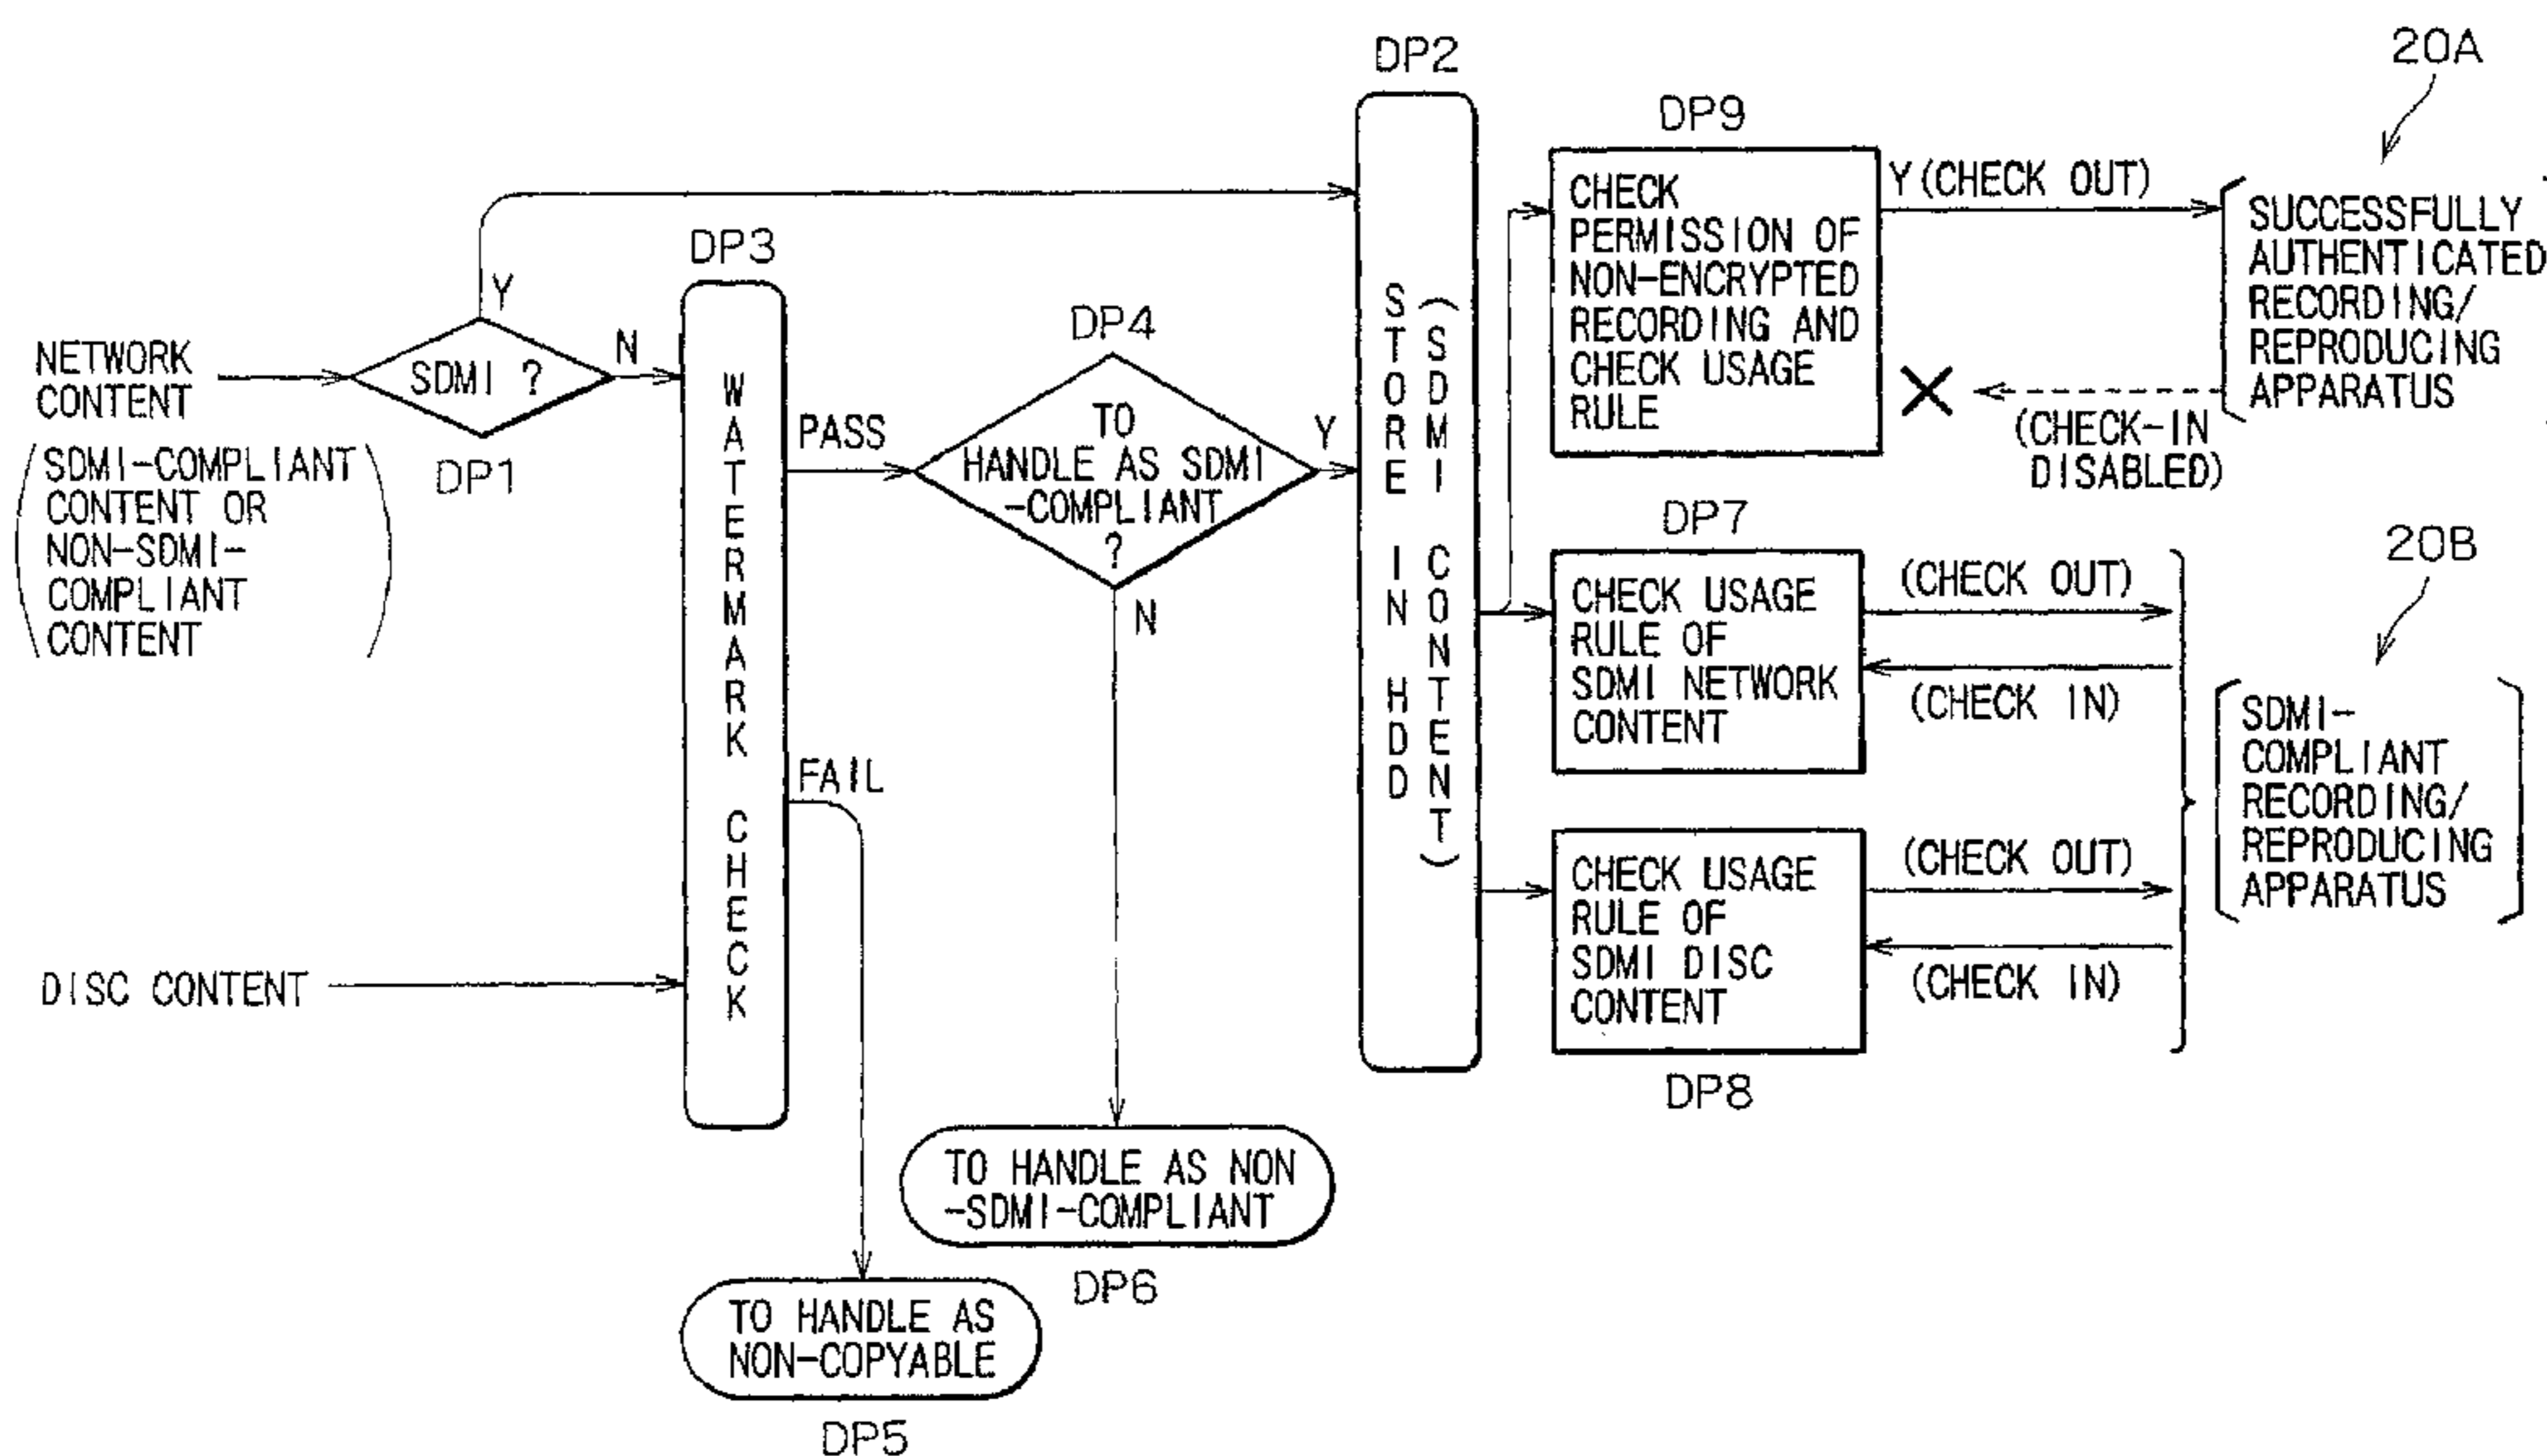 20A
DP2
DP9
CHECK
PERMISSION OF
NON-ENCRYPTED
RECORDING AND
CHECK USAGE
RULE
Y (CHECK OUT)
SUCCESSFULLY
AUTHENTICATED
RECORDING/
REPRODUCING
APPARATUS
(CHECK-IN
DISABLED)
DP3
Y
DP4
NETWORK
CONTENT
SDMI ?
N
DP1
(SDMI-COMPLIANT
CONTENT OR
NON-SDMI-
COMPLIANT
CONTENT)
WATERMARK CHECK
PASS
TO
HANDLE AS SDMI
-COMPLIANT
?
Y
N
STORE IN HDD
(SDMI CONTENT)
DP7
CHECK USAGE
RULE OF
SDMI NETWORK
CONTENT
(CHECK OUT)
(CHECK IN)
20B
SDMI-
COMPLIANT
RECORDING/
REPRODUCING
APPARATUS
FAIL
CHECK USAGE
RULE OF
SDMI DISC
CONTENT
(CHECK OUT)
(CHECK IN)
DP8
DISC CONTENT
TO HANDLE AS NON
-SDMI-COMPLIANT
DP6
TO HANDLE AS
NON-COPYABLE
DP5